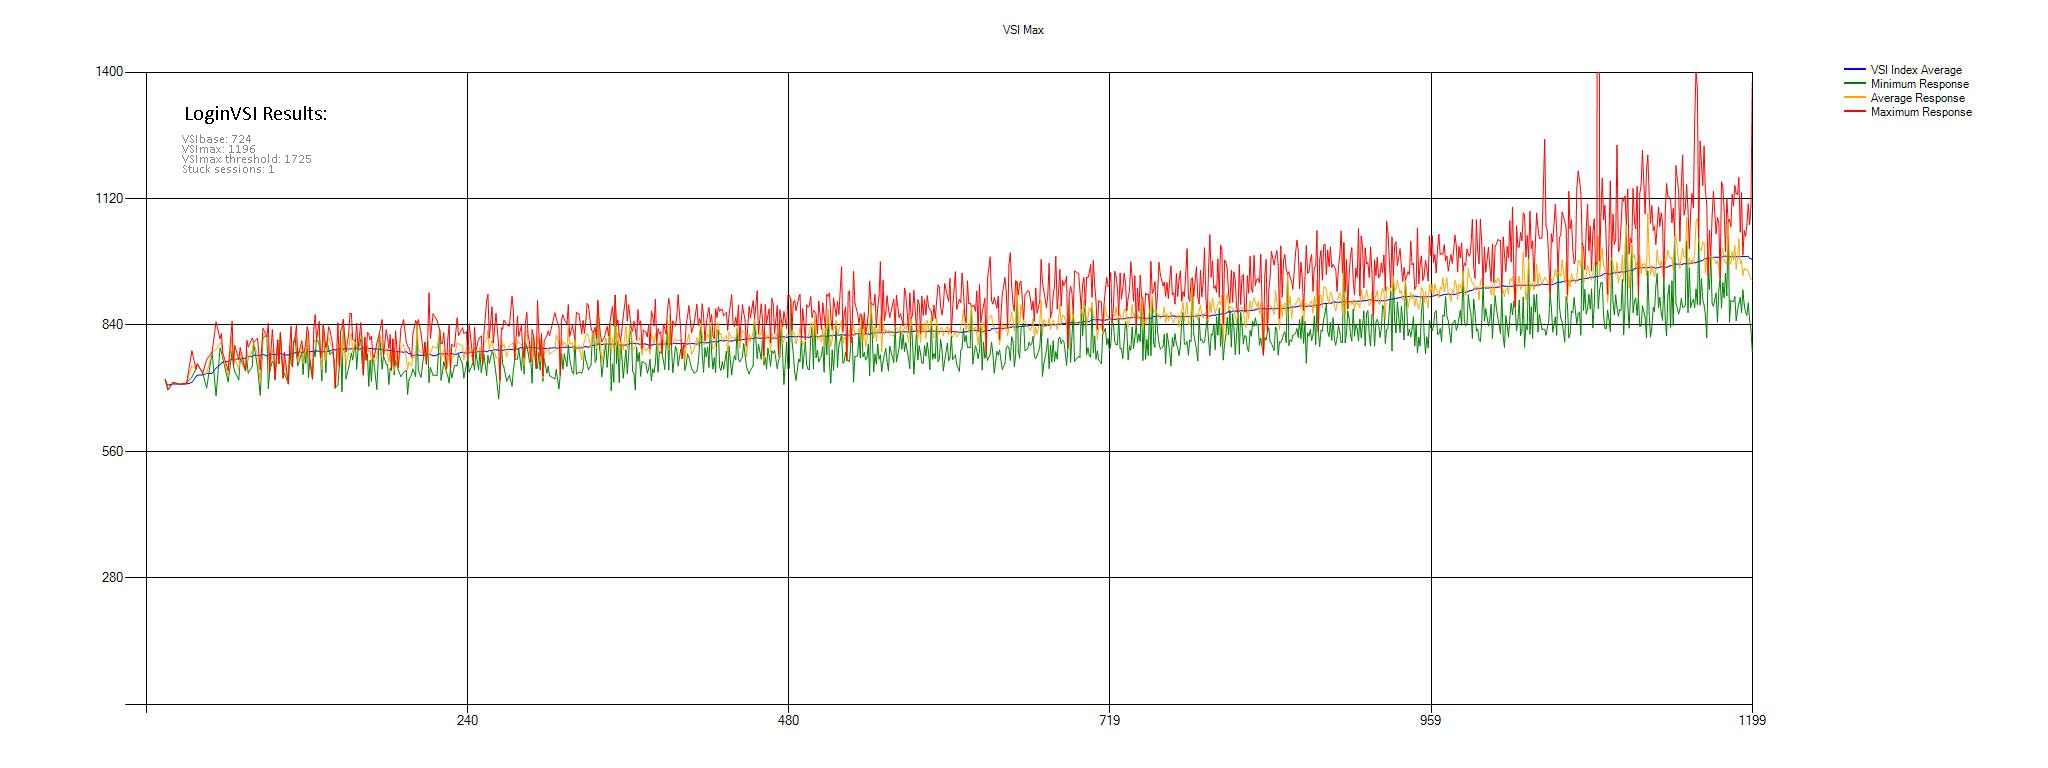 VSI Max
1400
1120
840
560
280
240
480
719
959
1199
LoginVSI Results:
VSIbase: 724
VSImax: 1196
VSImax threshold: 1725
Stuck sessions: 1
VSI Index Average
Minimum Response
Average Response
Maximum Response